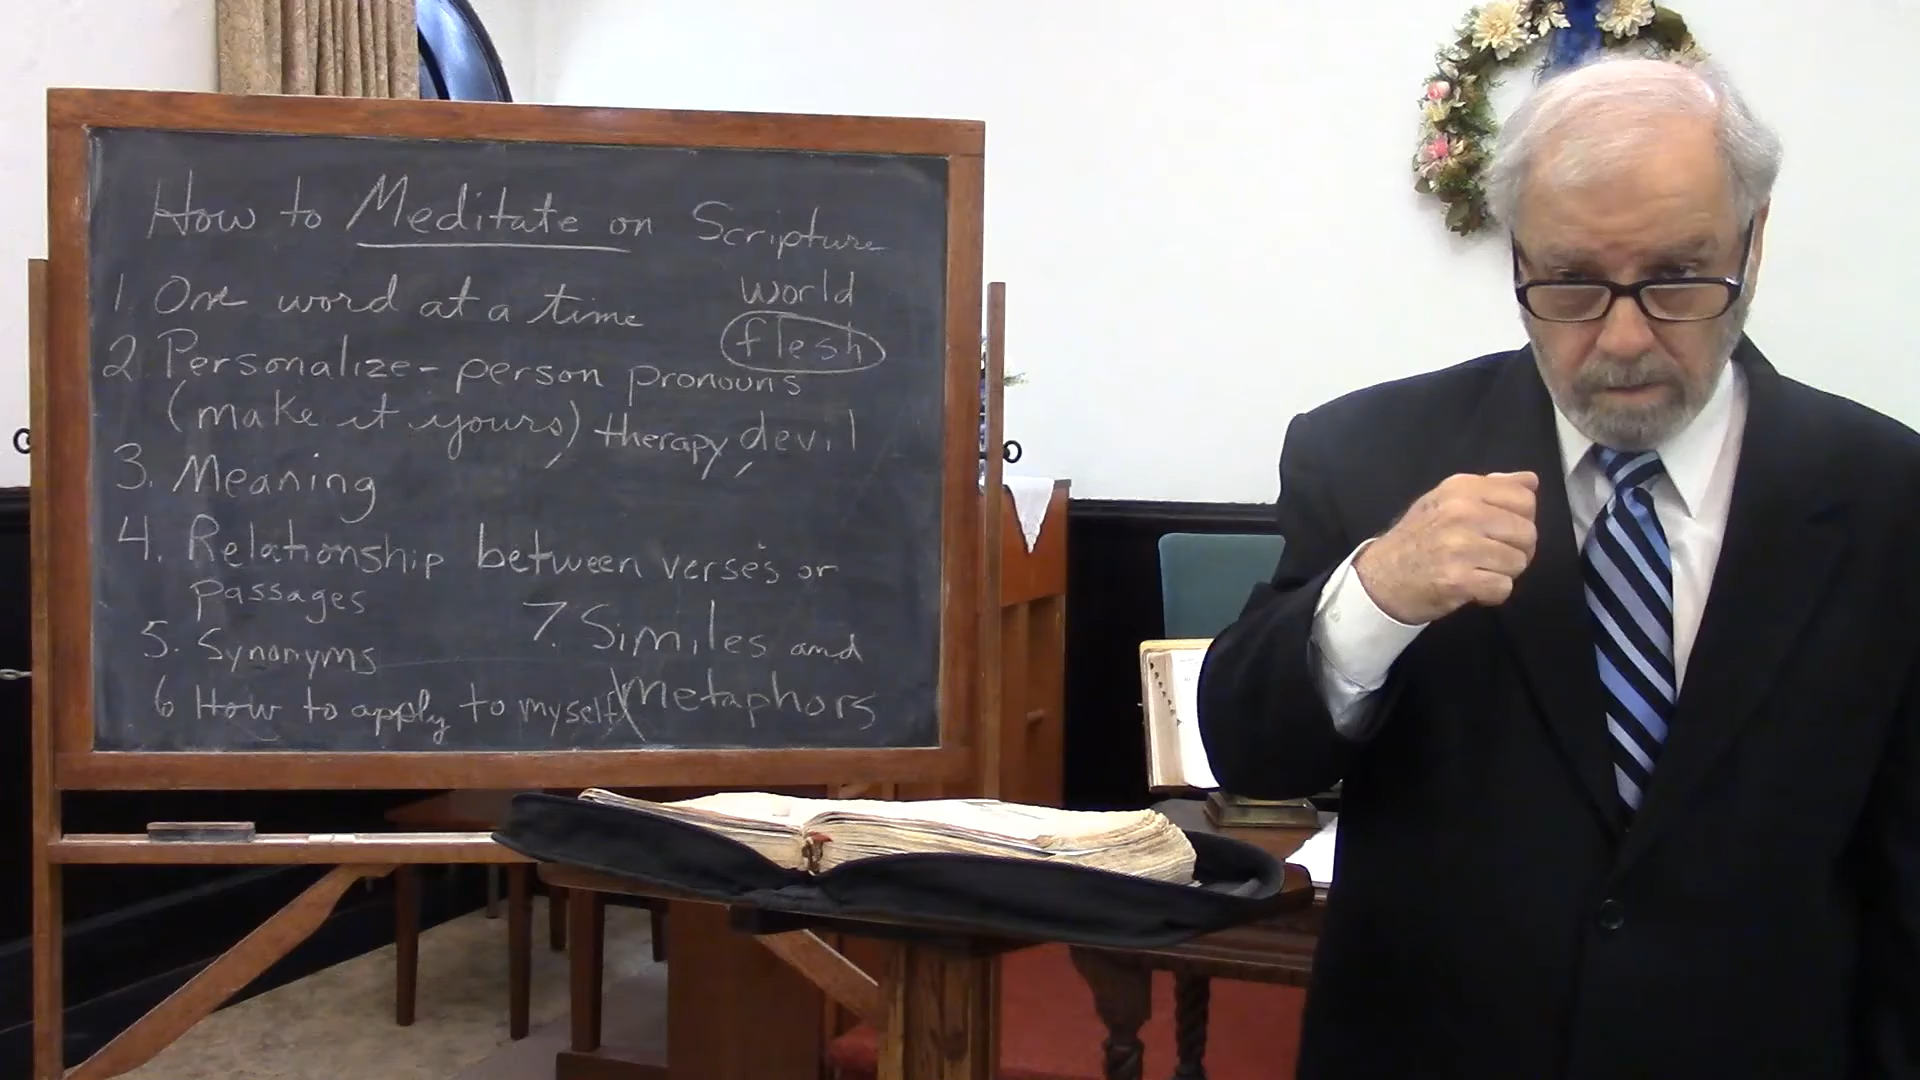 How to Meditate on Scripture
1. One word at a time
world
flesh
2 Personalize - person pronouns
(make it yours) therapy, devil
3. Meaning
4. Relationship between verses or
passages
5. Synonyms
6 How to apply to myself
7. Similes and
Metaphors